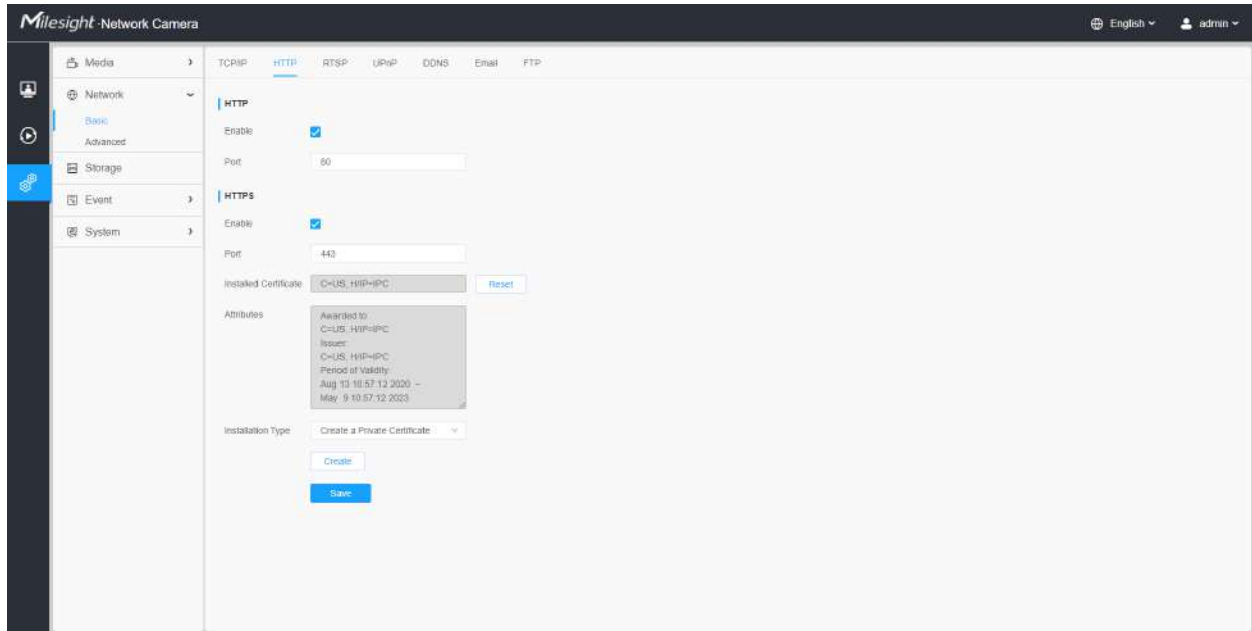 Milesight Network Camera
English
admin
Media
Network
Basic
Advanced
Storage
Event
System
TCP/IP HTTP RTSP UPnP DDNS Email FTP
HTTP
Enable
Port 80
HTTPS
Enable
Port 443
Installed Certificate C=US, H/IP=IPC Reset
Attributes
Awarded to:
C=US, H/IP=IPC
Issuer:
C=US, H/IP=IPC
Period of Validity:
Aug 13 10:57:12 2020 ~
May 9 10:57:12 2023
Installation Type Create a Private Certificate
Create
Save